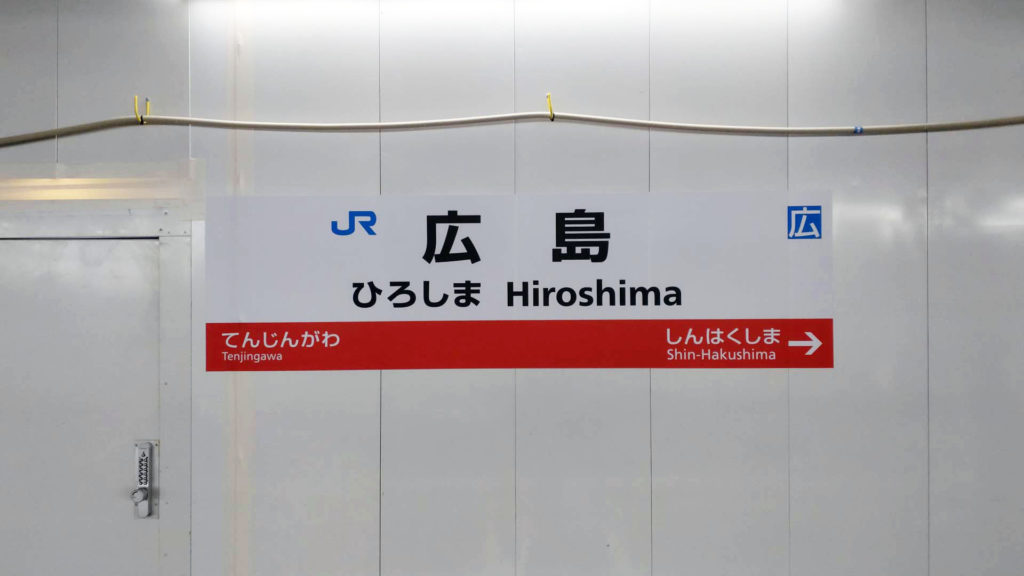 JR 広島 広
ひろしま Hiroshima
てんじんがわ しんはくしま →
Tenjingawa Shin-Hakushima